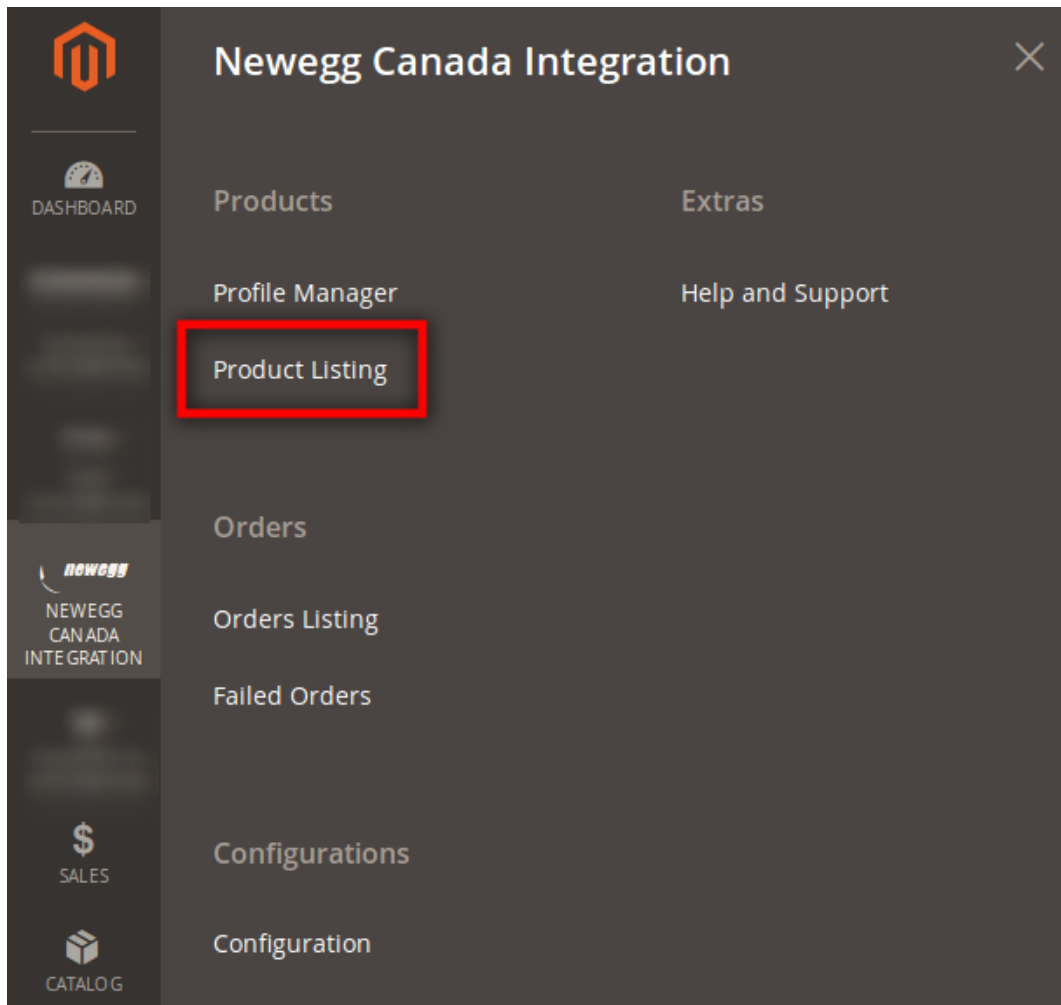 Newegg Canada Integration
DASHBOARD
Products
Extras
Profile Manager
Help and Support
Product Listing
Orders
newegg
NEWEGG
CANADA
INTEGRATION
Orders Listing
Failed Orders
$
SALES
Configurations
Configuration
CATALOG